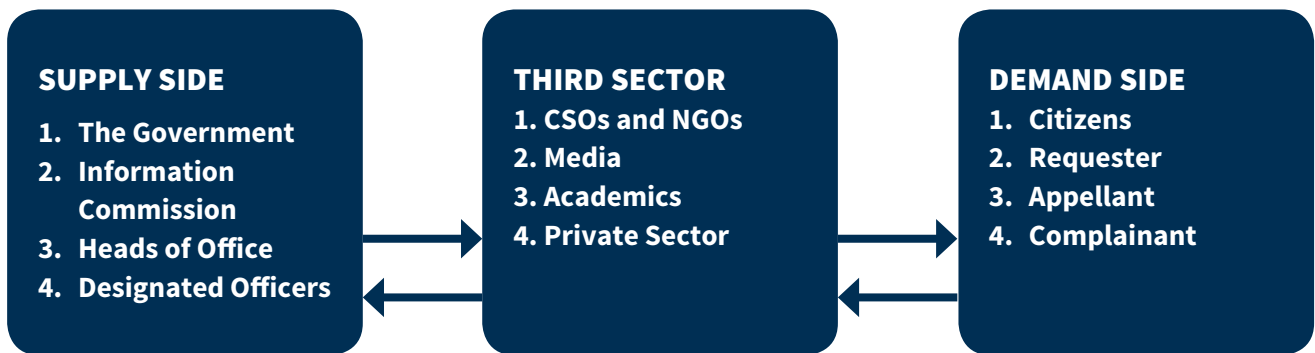 SUPPLY SIDE
1. The Government
2. Information
Commission
3. Heads of Office
4. Designated Officers
THIRD SECTOR
1. CSOs and NGOs
2. Media
3. Academics
4. Private Sector
DEMAND SIDE
1. Citizens
2. Requester
3. Appellant
4. Complainant